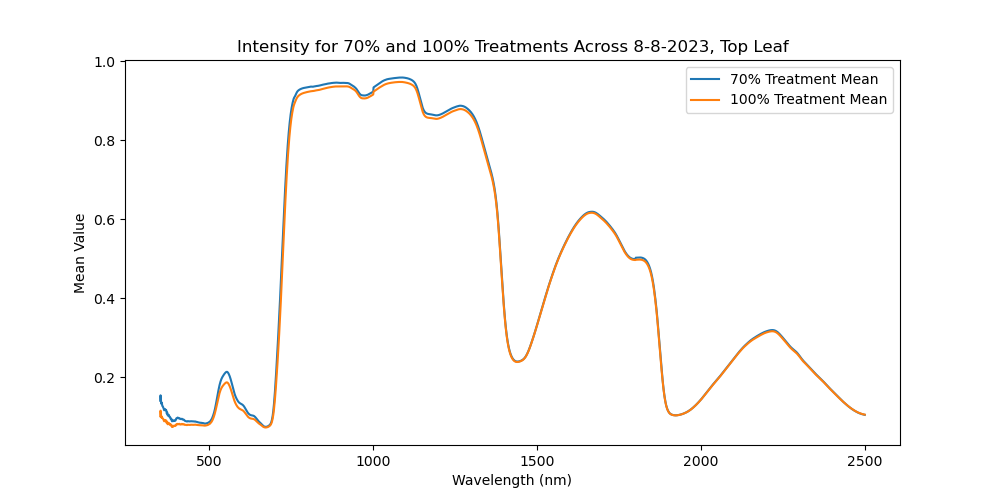 Intensity for 70% and 100% Treatments Across 8-8-2023, Top Leaf
70% Treatment Mean
100% Treatment Mean
Mean Value
1.0
0.8
0.6
0.4
0.2
500 1000 1500 2000 2500
Wavelength (nm)